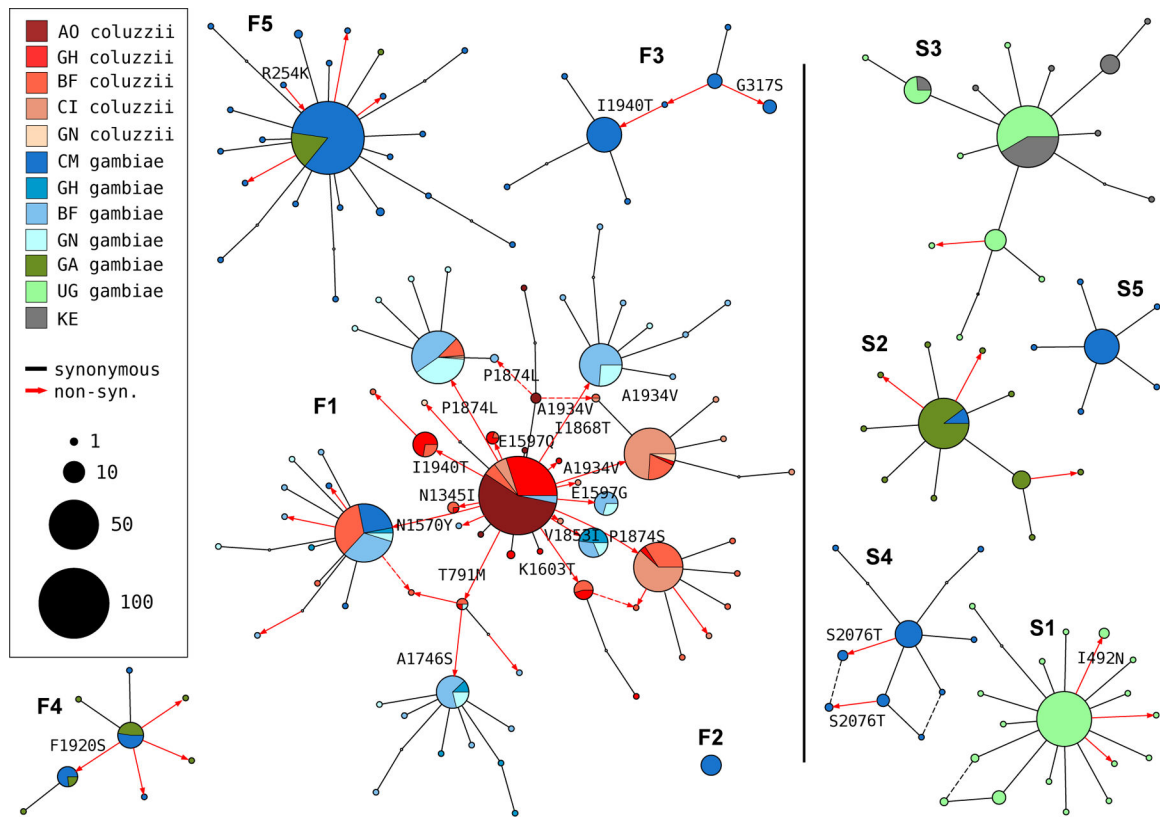 AO coluzzii
GH coluzzii
BF coluzzii
CI coluzzii
GN coluzzii
CM gambiae
GH gambiae
BF gambiae
GN gambiae
GA gambiae
UG gambiae
KE
synonymous
non-syn.
1
10
50
100
F5
R254K
F3
I1940T
G317S
S3
S5
S2
F1
P1874L
P1874L
A1934V
A1934V
I1868T
E1597Q
I1940T
A1934V
N1345I
E1597G
N1570Y
V1853I
P1874S
K1603T
T791M
A1746S
F2
F4
F1920S
S4
S2076T
S2076T
S1
I492N